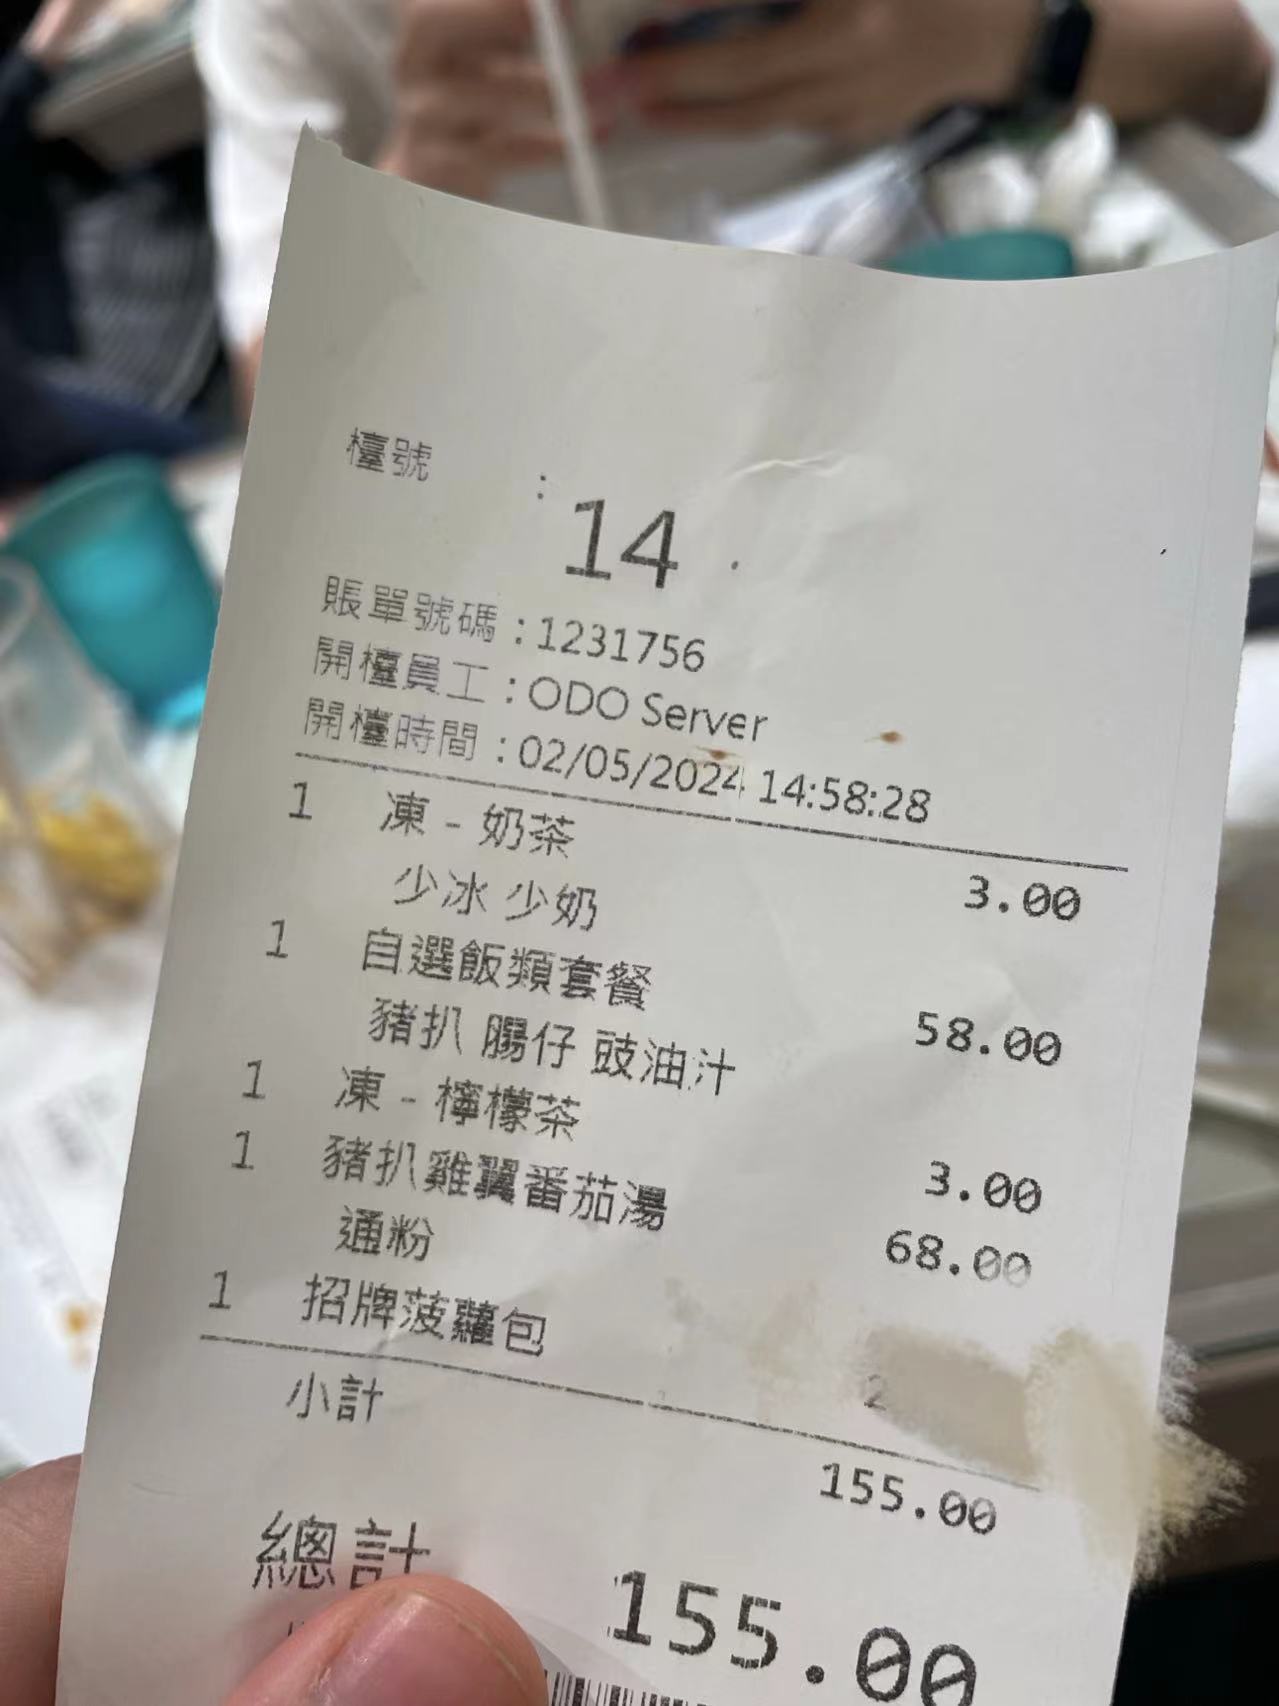 檯號 : 14
賬單號碼 : 1231756
開檯員工 : ODO Server
開檯時間 : 02/05/2024 14:58:28
1 凍 - 奶茶 3.00
少冰 少奶
1 自選飯類套餐 58.00
豬扒 腸仔 豉油汁
1 凍 - 檸檬茶 3.00
1 豬扒雞翼番茄湯 68.00
通粉
1 招牌菠蘿包 2
小計 155.00
總計 155.00